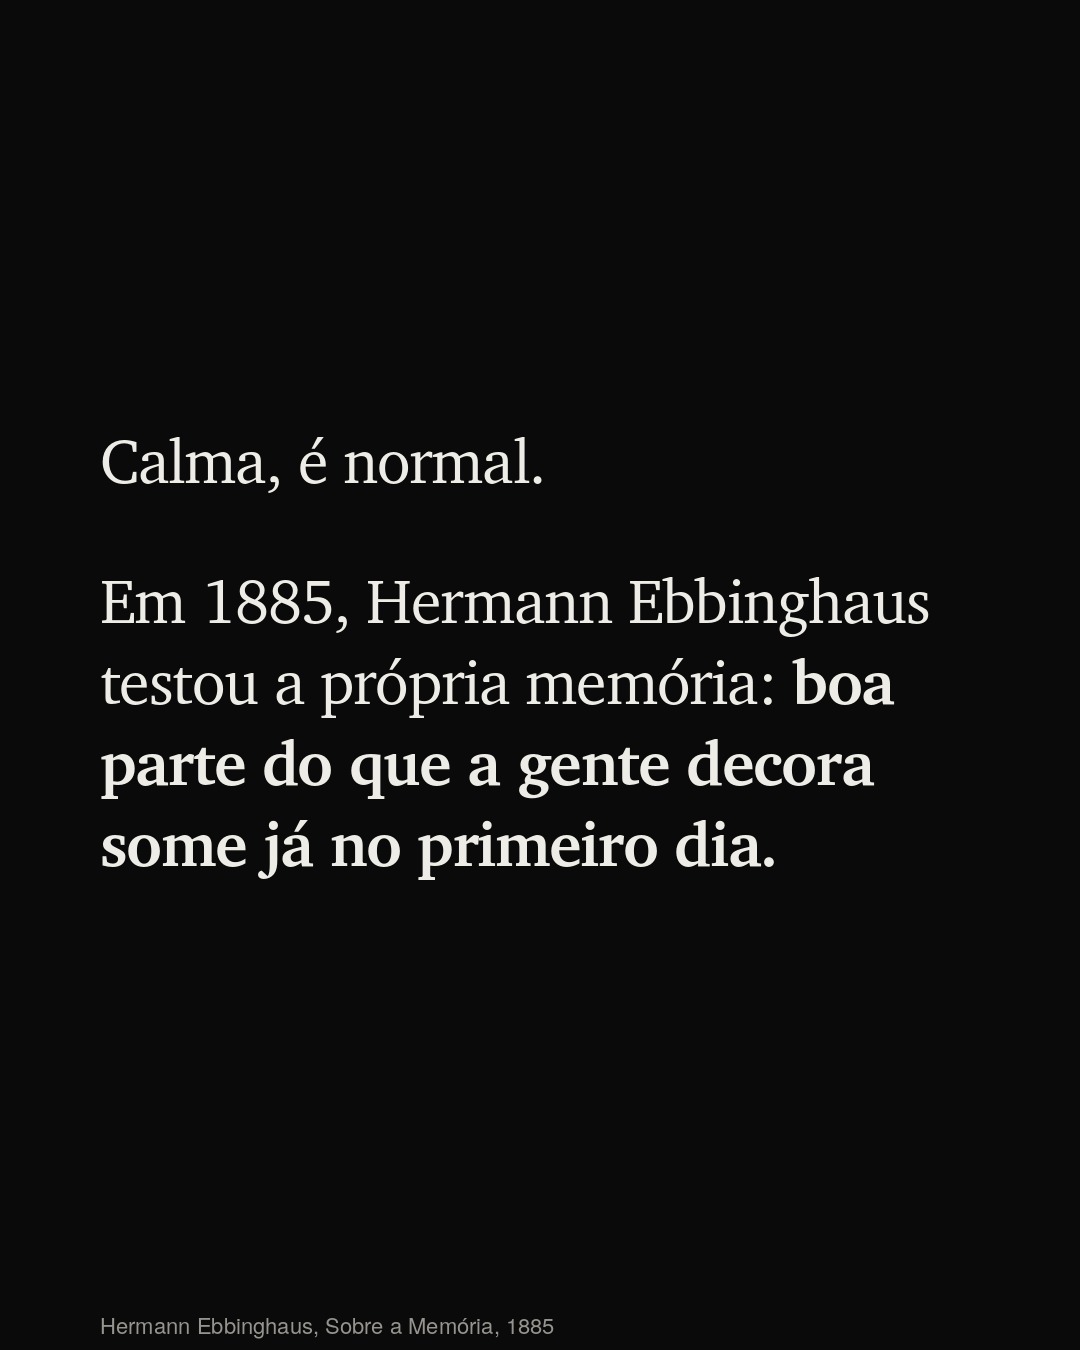 Calma, é normal.
Em 1885, Hermann Ebbinghaus
testou a própria memória: boa
parte do que a gente decora
some já no primeiro dia.
Hermann Ebbinghaus, Sobre a Memória, 1885